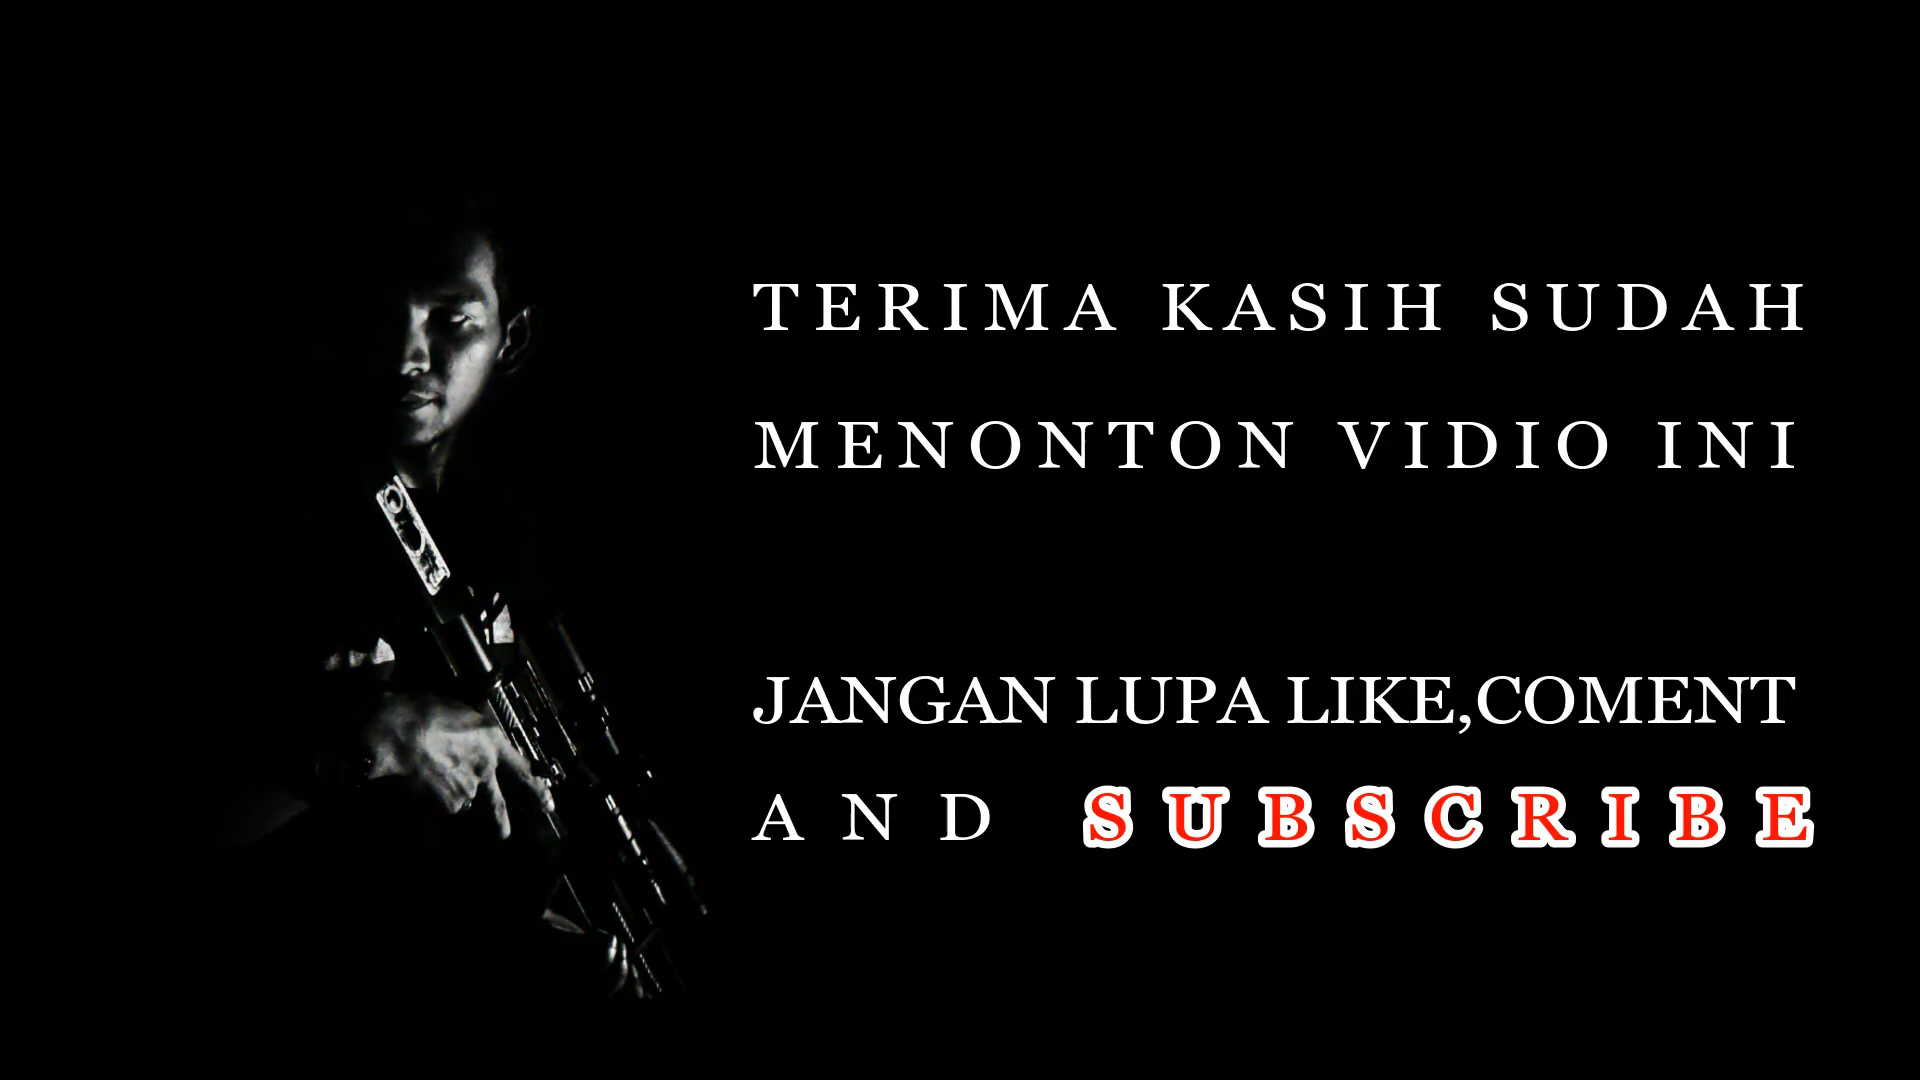 TERIMA KASIH SUDAH
MENONTON VIDIO INI
JANGAN LUPA LIKE,COMENT
AND SUBSCRIBE